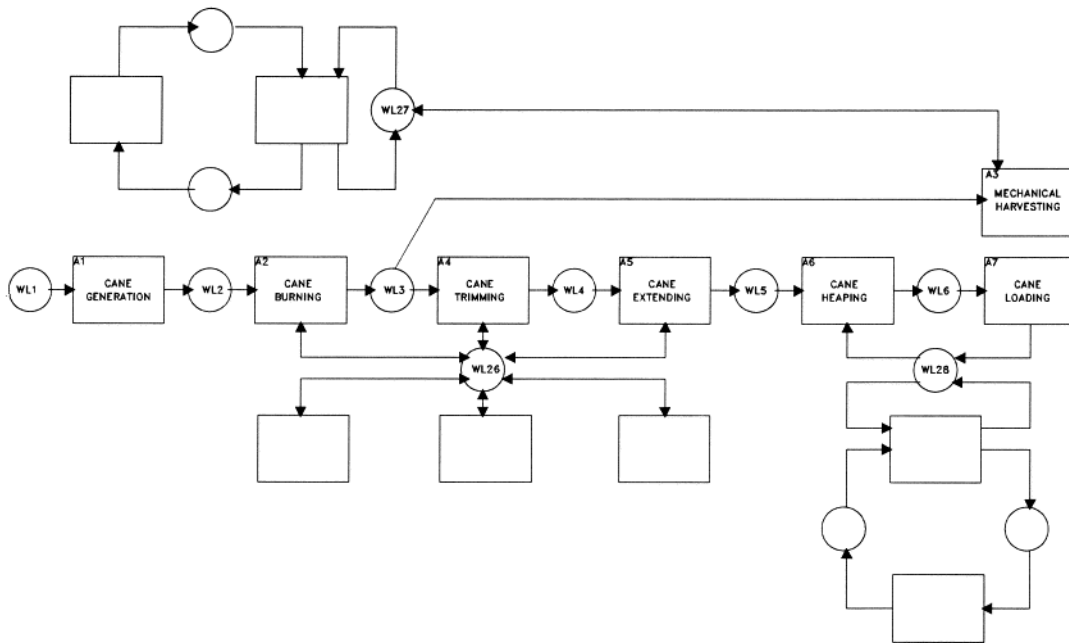 WL27
A3
MECHANICAL
HARVESTING
WL1
A1
CANE
GENERATION
WL2
A2
CANE
BURNING
WL3
A4
CANE
TRIMMING
WL4
A5
CANE
EXTENDING
WL5
A6
CANE
HEAPING
WL6
A7
CANE
LOADING
WL26
WL28